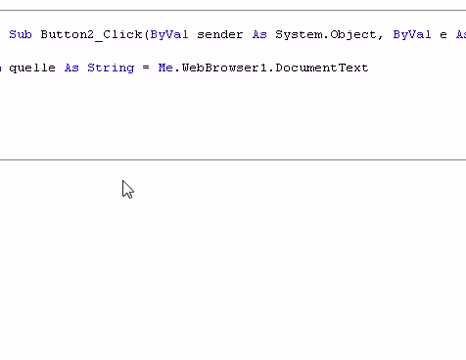 Sub Button2_Click(ByVal sender As System.Object, ByVal e As
quelle As String = Me.WebBrowser1.DocumentText